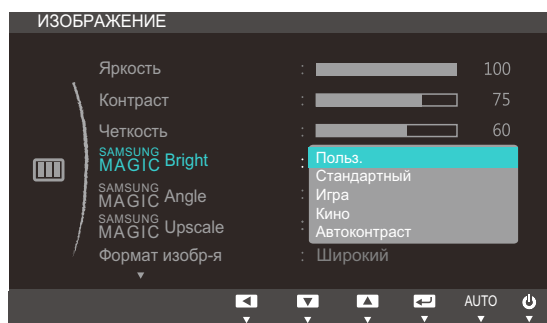 ИЗОБРАЖЕНИЕ
Яркость : 100
Контраст : 75
Четкость : 60
SAMSUNG MAGIC Bright :
Польз.
Стандартный
Игра
Кино
Автоконтраст
SAMSUNG MAGIC Angle :
SAMSUNG MAGIC Upscale :
Формат изобр-я : Широкий
AUTO